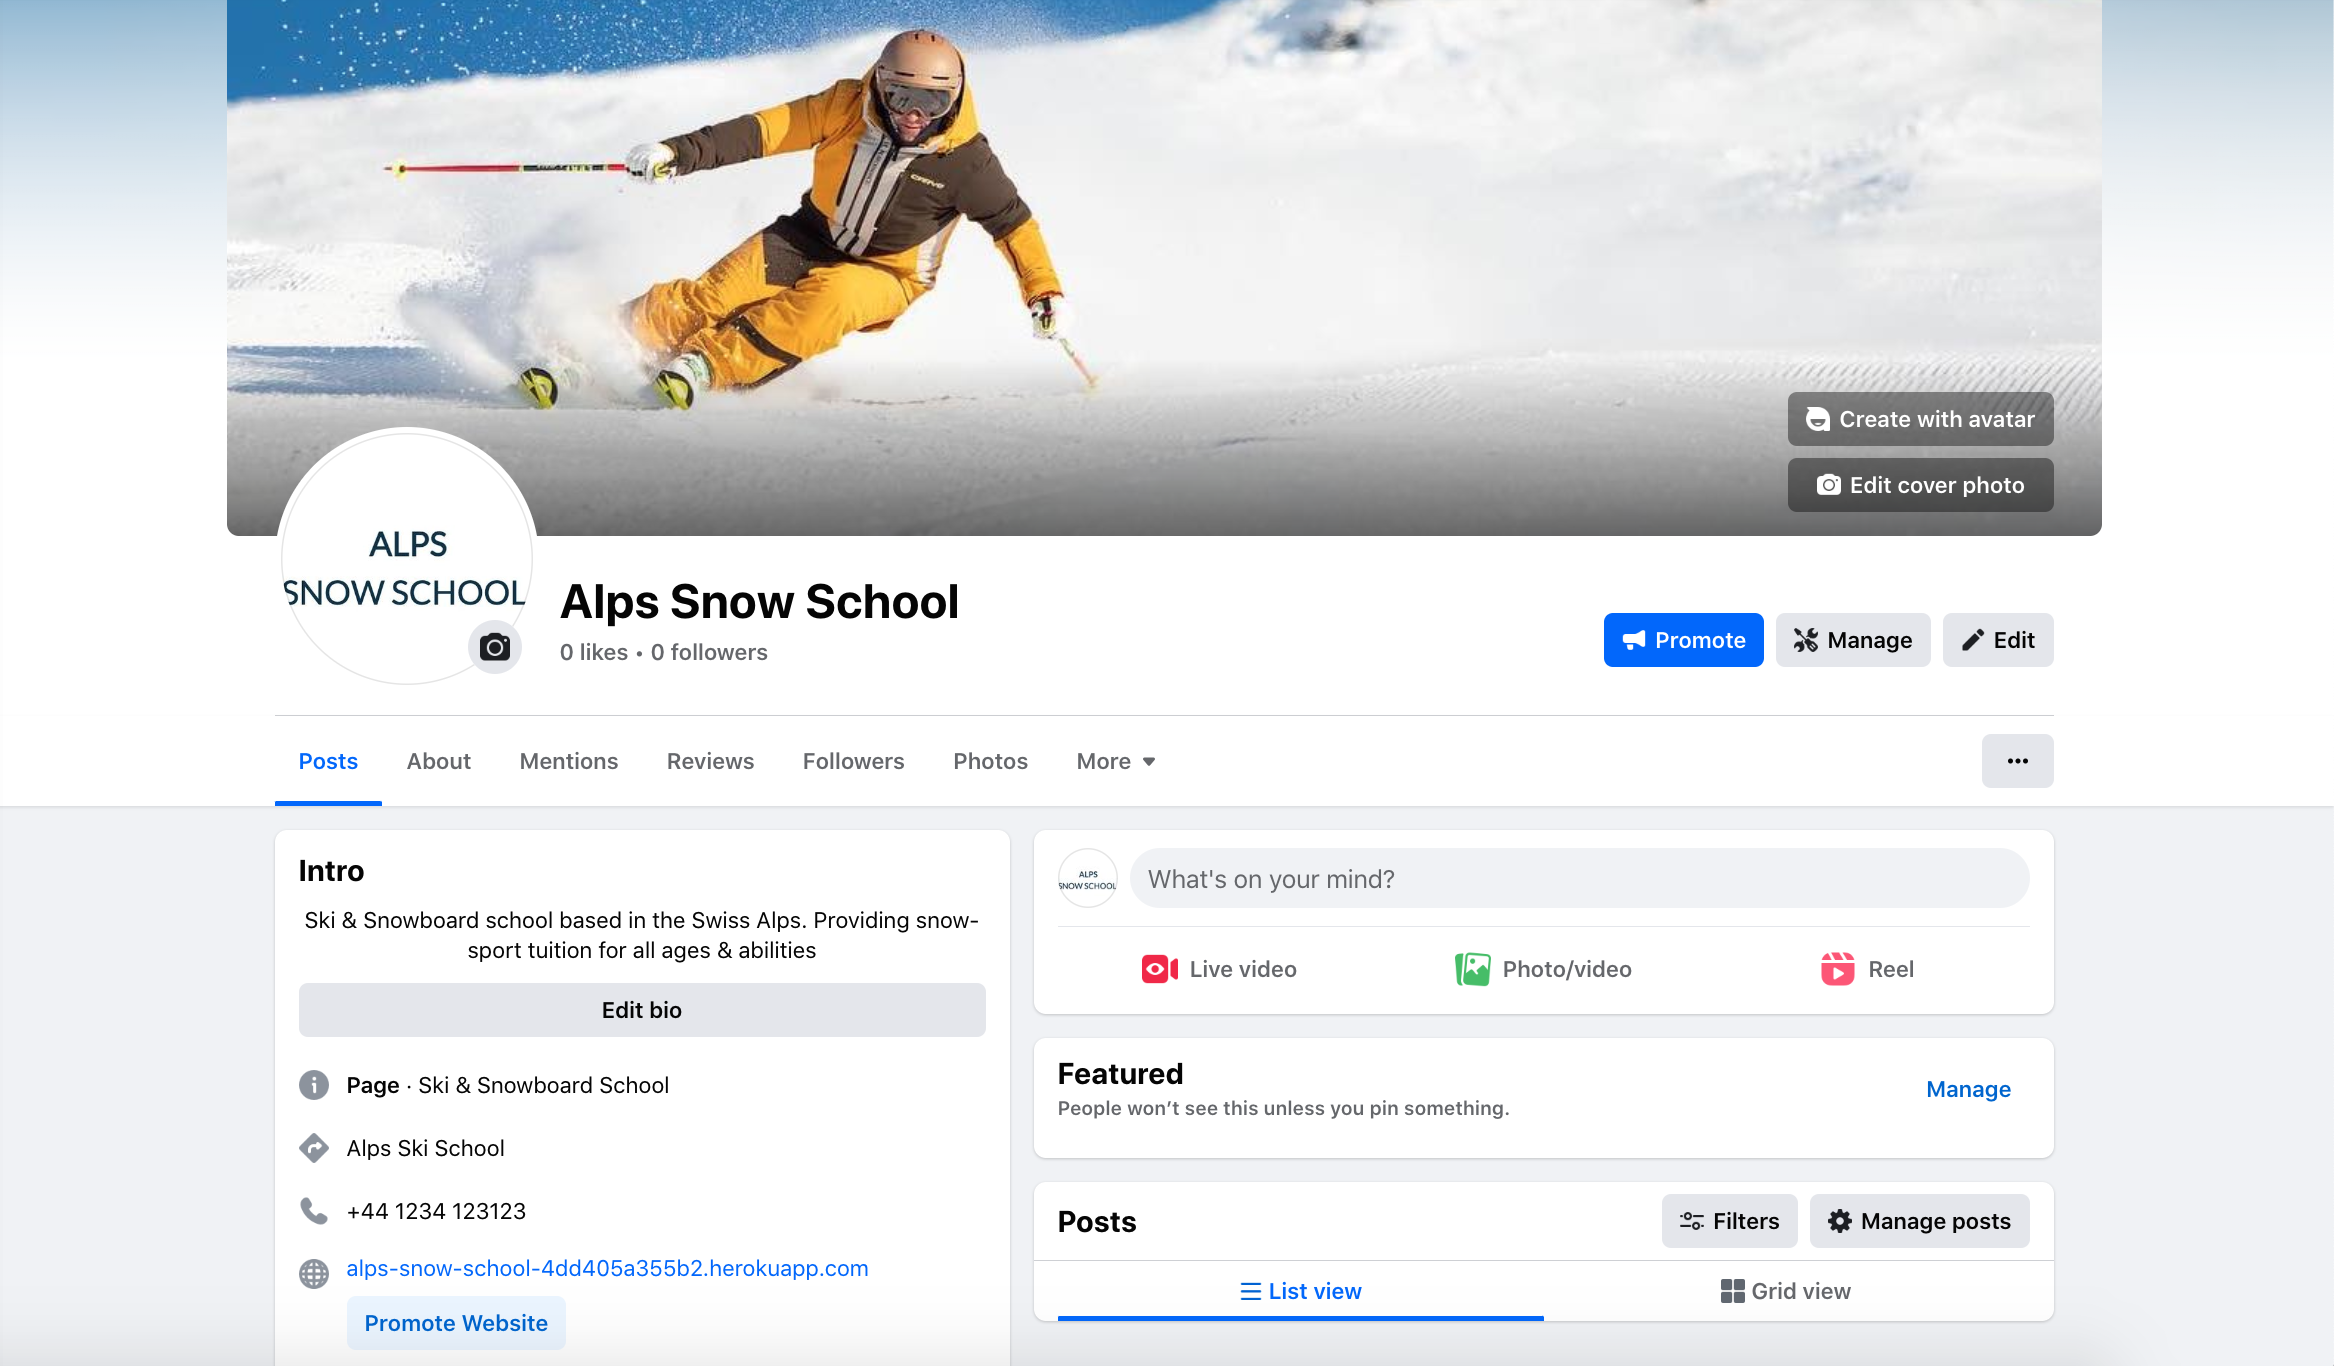 Create with avatar
Edit cover photo
ALPS
SNOW SCHOOL
Alps Snow School
0 likes • 0 followers
Promote
Manage
Edit
Posts
About
Mentions
Reviews
Followers
Photos
More
Intro
Ski & Snowboard school based in the Swiss Alps. Providing snow-
sport tuition for all ages & abilities
Edit bio
Page · Ski & Snowboard School
Alps Ski School
+44 1234 123123
alps-snow-school-4dd405a355b2.herokuapp.com
Promote Website
ALPS
SNOW SCHOOL
What's on your mind?
Live video
Photo/video
Reel
Featured
People won’t see this unless you pin something.
Manage
Posts
Filters
Manage posts
List view
Grid view